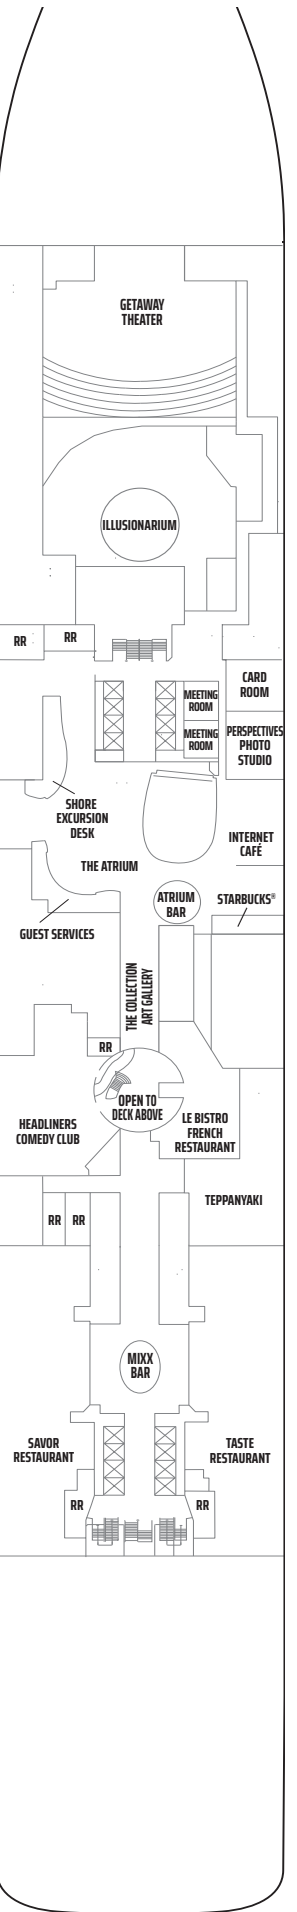 GETAWAY
THEATER
ILLUSIONARIUM
RR
RR
CARD
ROOM
MEETING
ROOM
MEETING
ROOM
PERSPECTIVES
PHOTO
STUDIO
SHORE
EXCURSION
DESK
INTERNET
CAFÉ
THE ATRIUM
ATRIUM
BAR
STARBUCKS®
GUEST SERVICES
THE COLLECTION
ART GALLERY
RR
OPEN TO
DECK ABOVE
HEADLINERS
COMEDY CLUB
LE BISTRO
FRENCH
RESTAURANT
TEPPANYAKI
RR
RR
MIXX
BAR
SAVOR
RESTAURANT
TASTE
RESTAURANT
RR
RR